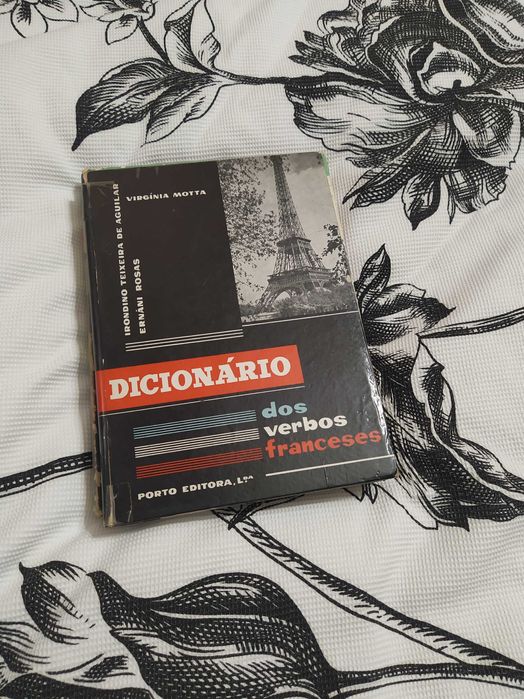 VIRGÍNIA MOTTA
IRONDINO TEIXEIRA DE AGUILAR
ERNÂNI ROSAS
DICIONÁRIO
dos
verbos
franceses
PORTO EDITORA, L.DA